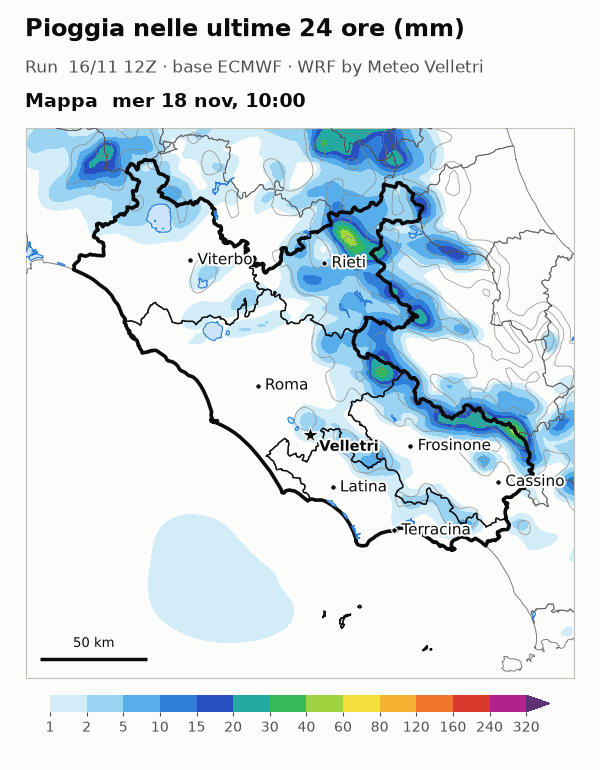 Pioggia nelle ultime 24 ore (mm)
Run 16/11 12Z · base ECMWF · WRF by Meteo Velletri
Mappa mer 18 nov, 10:00
Viterbo
Rieti
Roma
Velletri
Frosinone
Latina
Cassino
Terracina
50 km
1 2 5 10 15 20 30 40 60 80 120 160 240 320